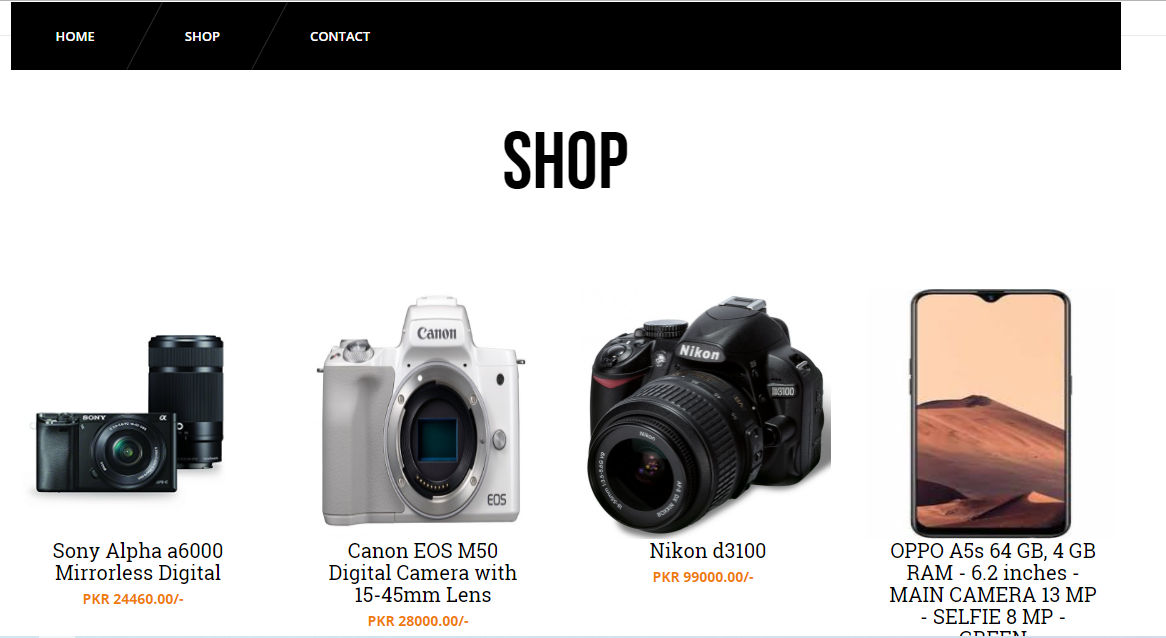 HOME
SHOP
CONTACT
SHOP
SONY
α
Canon
EOS
Nikon
D3100
Nikon
Sony Alpha a6000
Mirrorless Digital
PKR 24460.00/-
Canon EOS M50
Digital Camera with
15-45mm Lens
PKR 28000.00/-
Nikon d3100
PKR 99000.00/-
OPPO A5s 64 GB, 4 GB
RAM - 6.2 inches -
MAIN CAMERA 13 MP
- SELFIE 8 MP -
GREEN